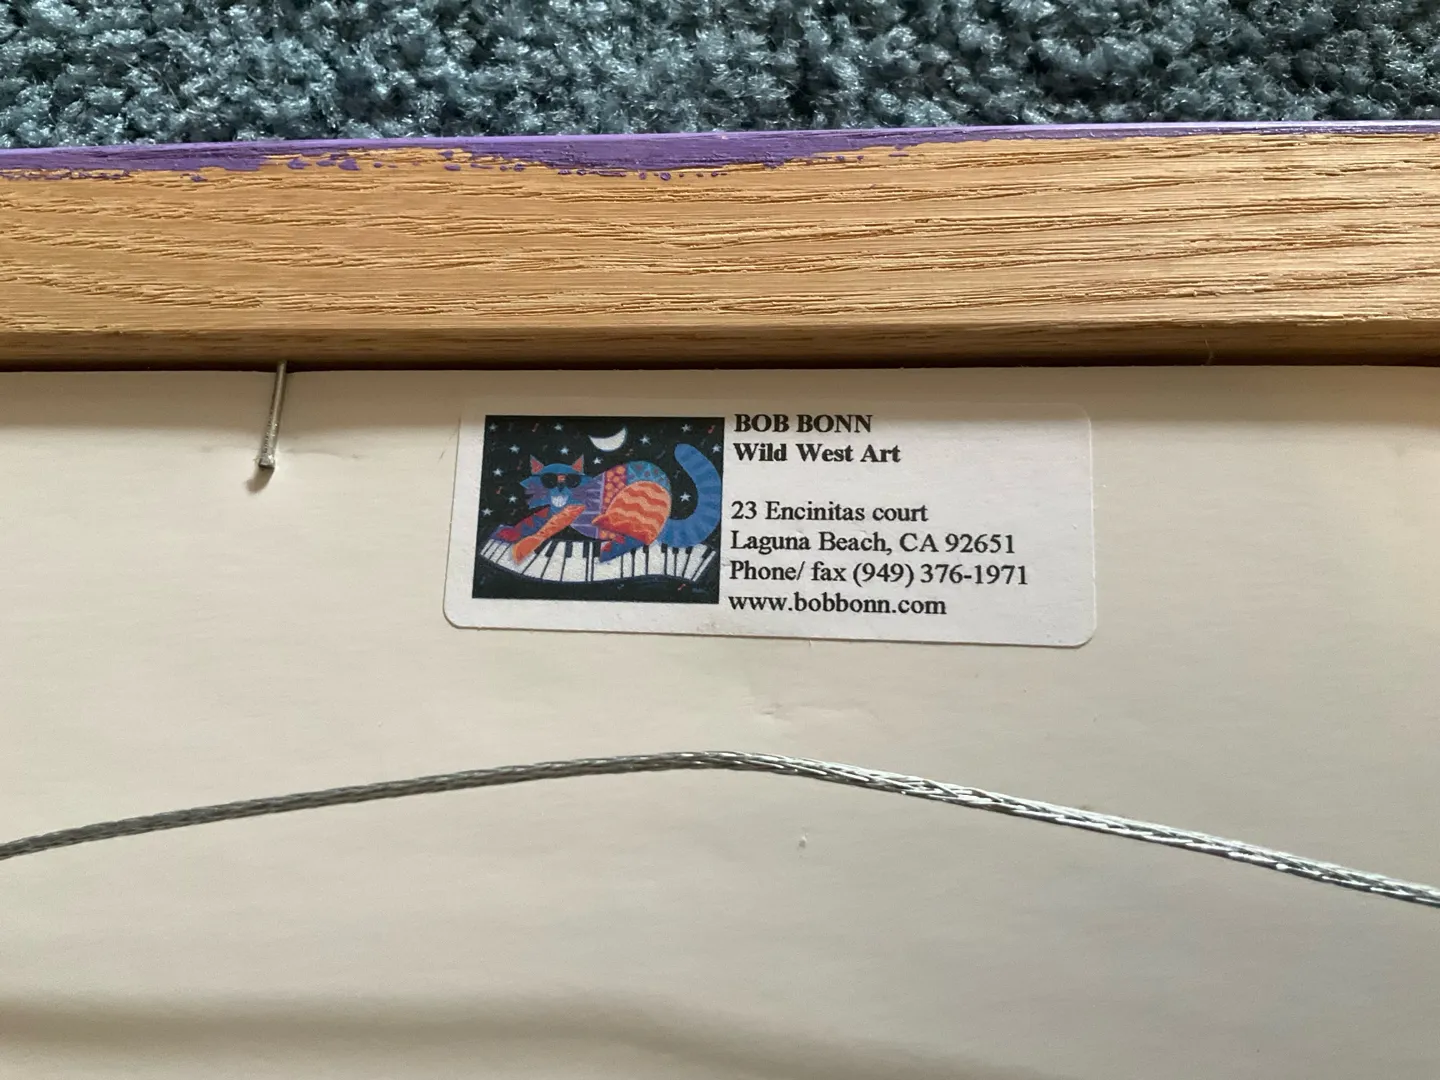 BOB BONN
Wild West Art
23 Encinitas court
Laguna Beach, CA 92651
Phone/ fax (949) 376-1971
www.bobbonn.com